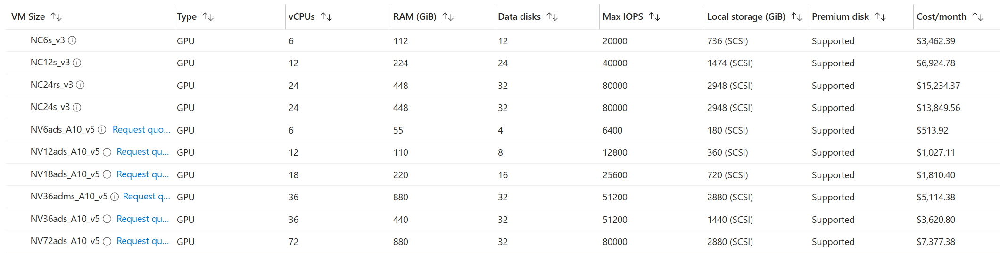 VM Size Type vCPUs RAM (GiB) Data disks Max IOPS Local storage (GiB) Premium disk Cost/month
NC6s_v3 GPU 6 112 12 20000 736 (SCSI) Supported $3,462.39
NC12s_v3 GPU 12 224 24 40000 1474 (SCSI) Supported $6,924.78
NC24rs_v3 GPU 24 448 32 80000 2948 (SCSI) Supported $15,234.37
NC24s_v3 GPU 24 448 32 80000 2948 (SCSI) Supported $13,849.56
NV6ads_A10_v5 Request quo... GPU 6 55 4 6400 180 (SCSI) Supported $513.92
NV12ads_A10_v5 Request qu... GPU 12 110 8 12800 360 (SCSI) Supported $1,027.11
NV18ads_A10_v5 Request qu... GPU 18 220 16 25600 720 (SCSI) Supported $1,810.40
NV36adms_A10_v5 Request q... GPU 36 880 32 51200 2880 (SCSI) Supported $5,114.38
NV36ads_A10_v5 Request qu... GPU 36 440 32 51200 1440 (SCSI) Supported $3,620.80
NV72ads_A10_v5 Request qu... GPU 72 880 32 80000 2880 (SCSI) Supported $7,377.38